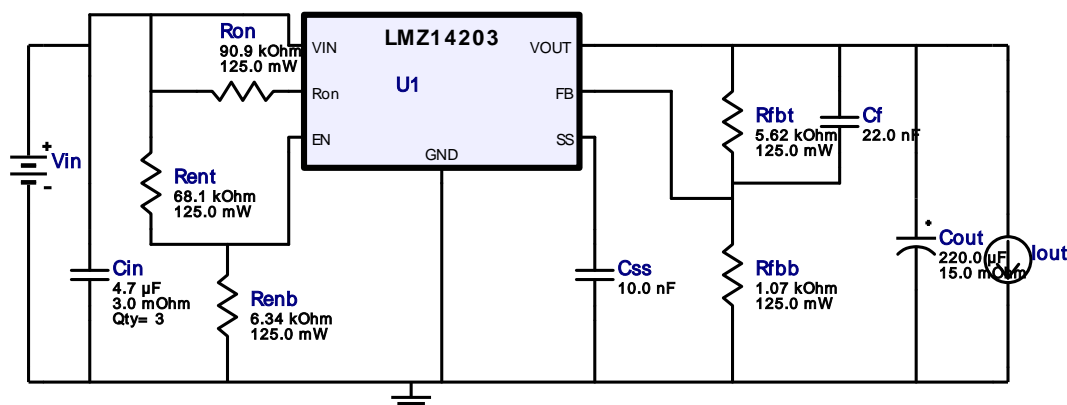 Ron
90.9 kOhm
125.0 mW
LMZ14203
U1
VIN
Ron
EN
GND
VOUT
FB
SS
+
Vin
-
Rent
68.1 kOhm
125.0 mW
Cin
4.7 µF
3.0 mOhm
Qty= 3
Renb
6.34 kOhm
125.0 mW
Css
10.0 nF
Rfbt
5.62 kOhm
125.0 mW
Cf
22.0 nF
Rfbb
1.07 kOhm
125.0 mW
+
Cout
220.0 µF
15.0 mOhm
Iout